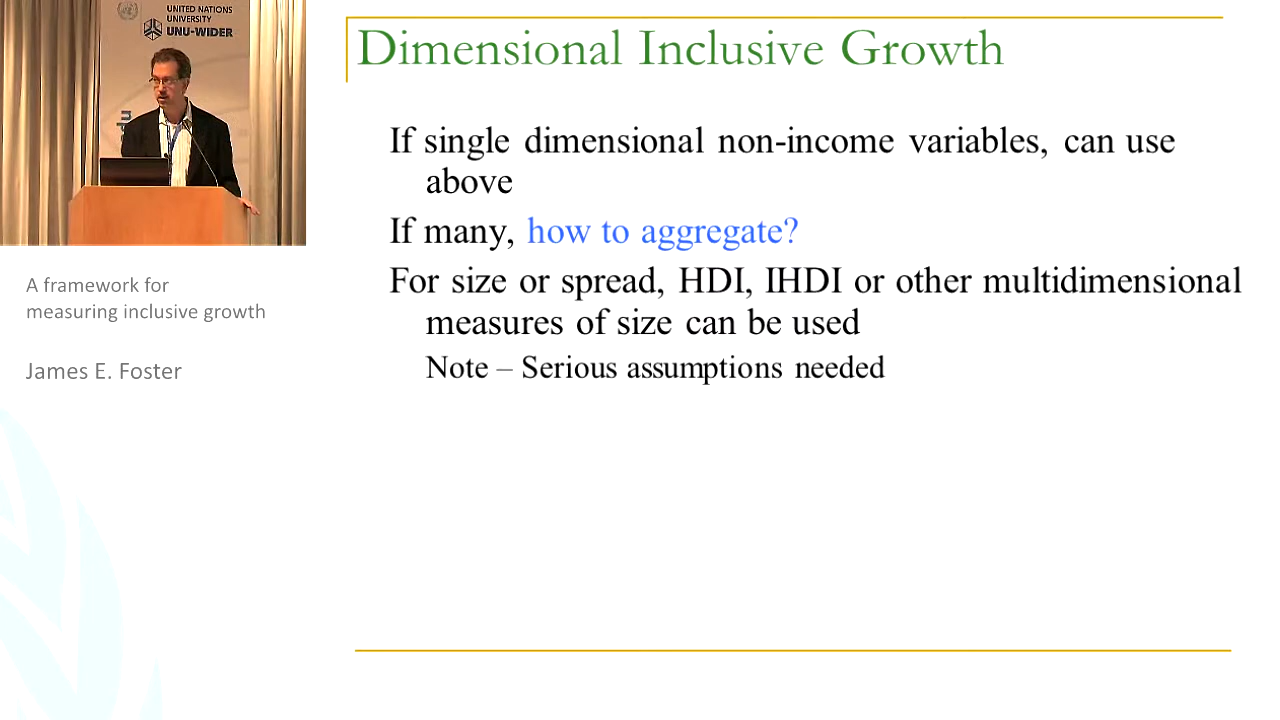 UNITED NATIONS
UNIVERSITY
UNU-WIDER
Dimensional Inclusive Growth
If single dimensional non-income variables, can use
above
If many, how to aggregate?
For size or spread, HDI, IHDI or other multidimensional
measures of size can be used
Note – Serious assumptions needed
A framework for
measuring inclusive growth
James E. Foster